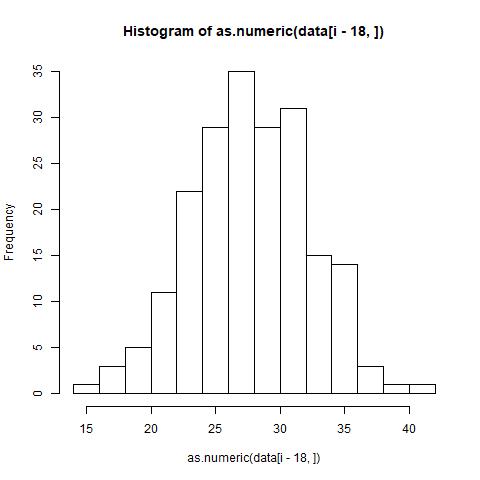 Histogram of as.numeric(data[i - 18, ])
Frequency
35
30
25
20
15
10
5
0
15 20 25 30 35 40
as.numeric(data[i - 18, ])